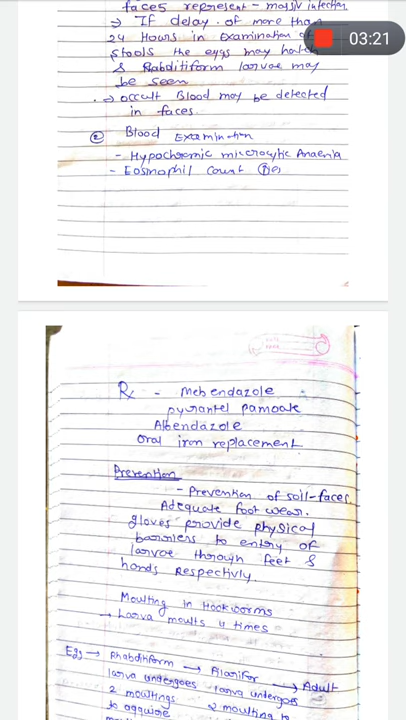 faces represent - massiv infection
→ If delay of more than
24 Hours in Examination of
stools the eggs may hatch
& Rabditiform larvae may
be seen
→ occult Blood may be detected
in faces.
03:21
② Blood Examination
- Hypochromic microcytic Anaemia
- Eosinophil count
Rx - Mebendazole
pyrantel pamoate
Albendazole
oral iron replacement
Prevention
- Prevention of soil-faces
Adequate foot wear.
gloves provide physical
barriers to entry of
larvae through feet &
hands Respectivly.
Moulting in Hookworms
→ Larva moults 4 times
Egg → Rhabditiform → Filarifor → Adult
larva undergoes larva undergoes
2 moultings 2 moulting to
to aqquire